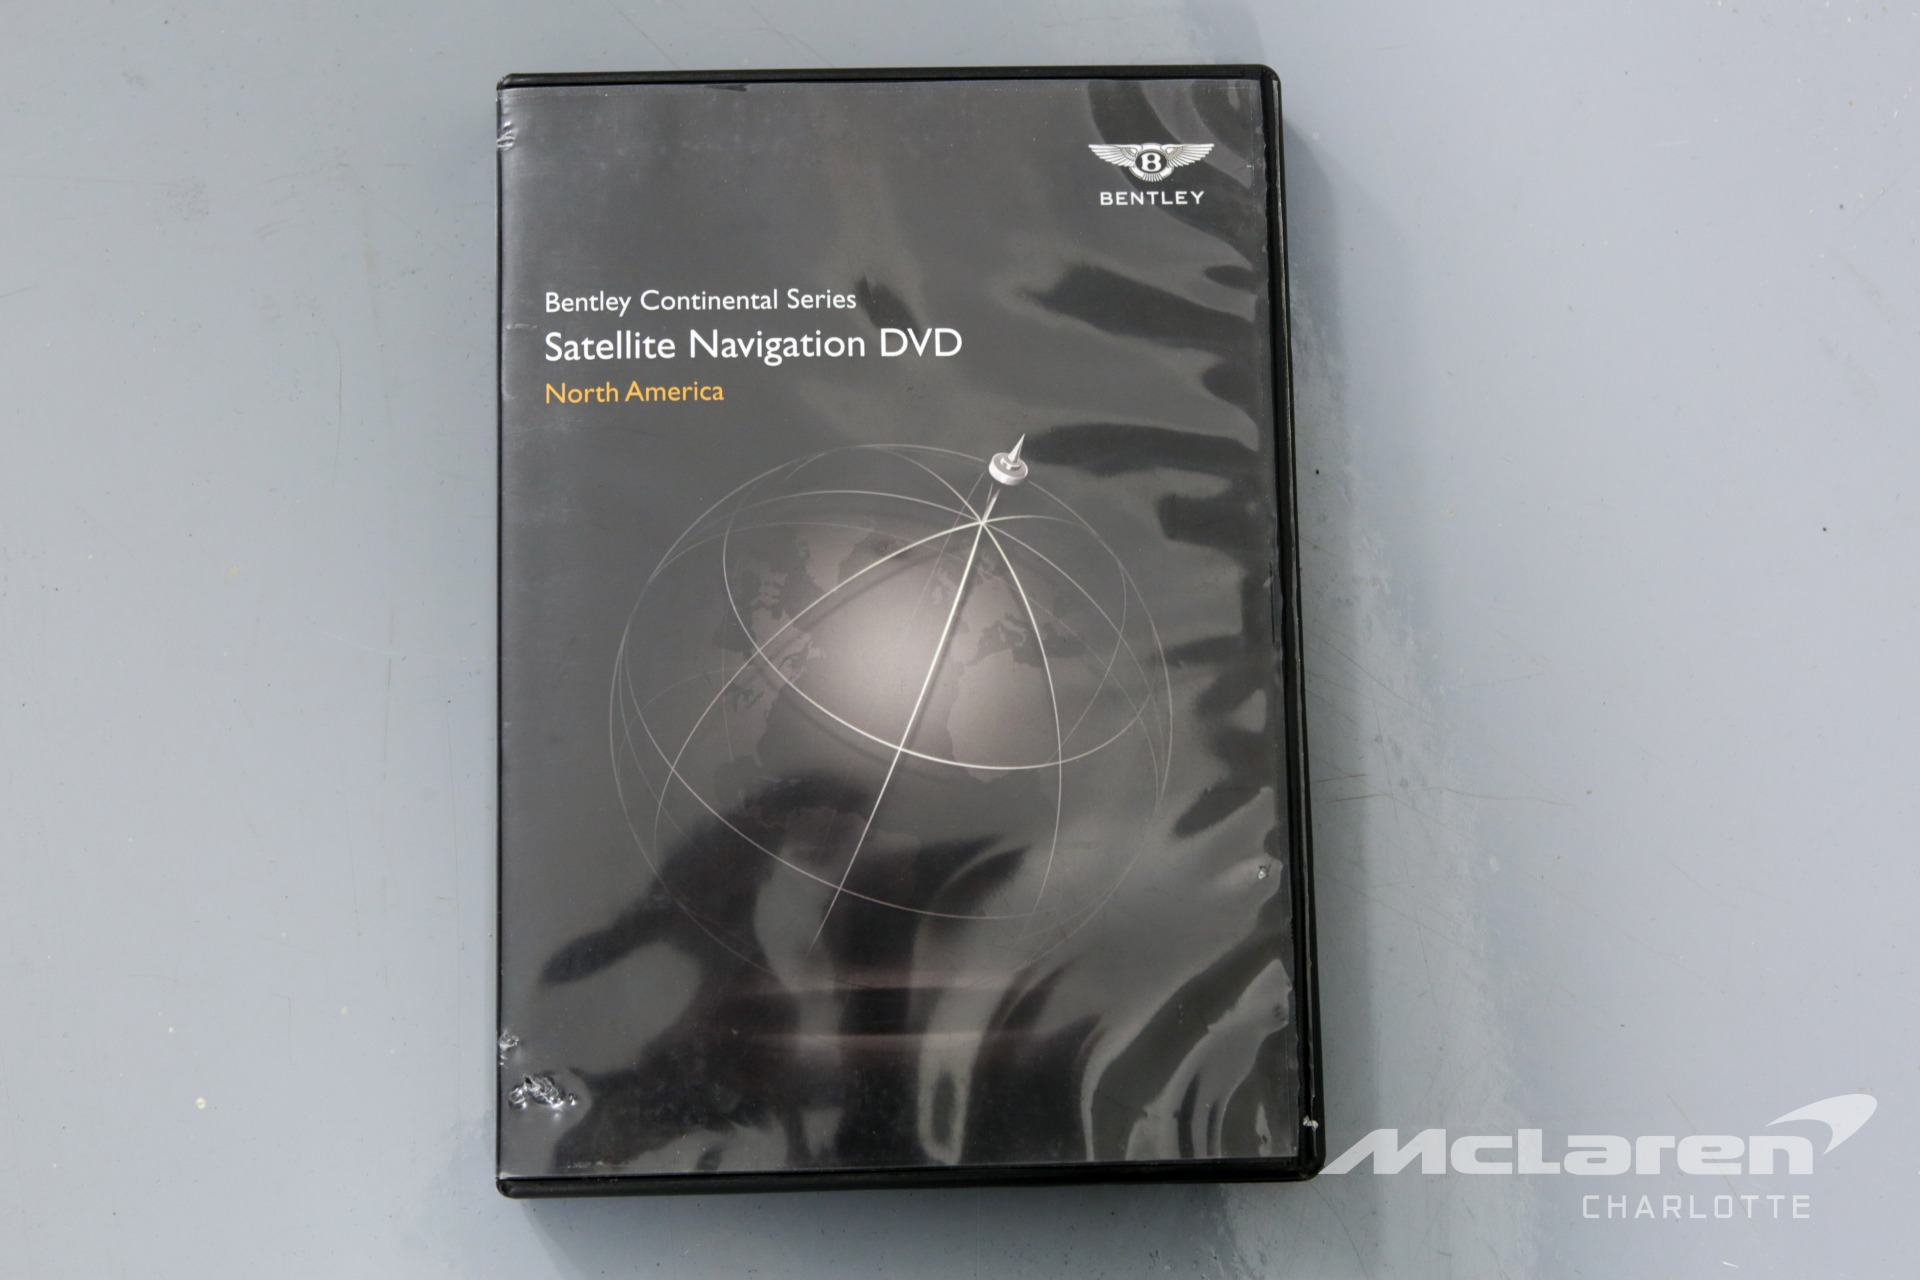 B
BENTLEY
Bentley Continental Series
Satellite Navigation DVD
North America
McLaren
CHARLOTTE